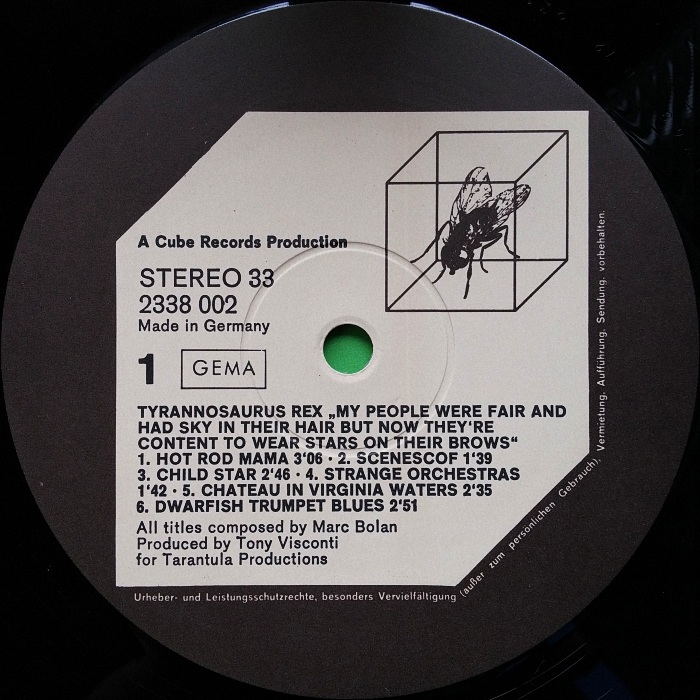 A Cube Records Production
STEREO 33
2338 002
Made in Germany
1 GEMA
TYRANNOSAURUS REX „MY PEOPLE WERE FAIR AND
HAD SKY IN THEIR HAIR BUT NOW THEY'RE
CONTENT TO WEAR STARS ON THEIR BROWS“
1. HOT ROD MAMA 3'06 · 2. SCENESCOF 1'39
3. CHILD STAR 2'46 · 4. STRANGE ORCHESTRAS
1'42 · 5. CHATEAU IN VIRGINIA WATERS 2'35
6. DWARFISH TRUMPET BLUES 2'51
All titles composed by Marc Bolan
Produced by Tony Visconti
for Tarantula Productions
Urheber- und Leistungsschutzrechte, besonders Vervielfältigung (außer zum persönlichen Gebrauch), Vermietung, Aufführung, Sendung, vorbehalten.